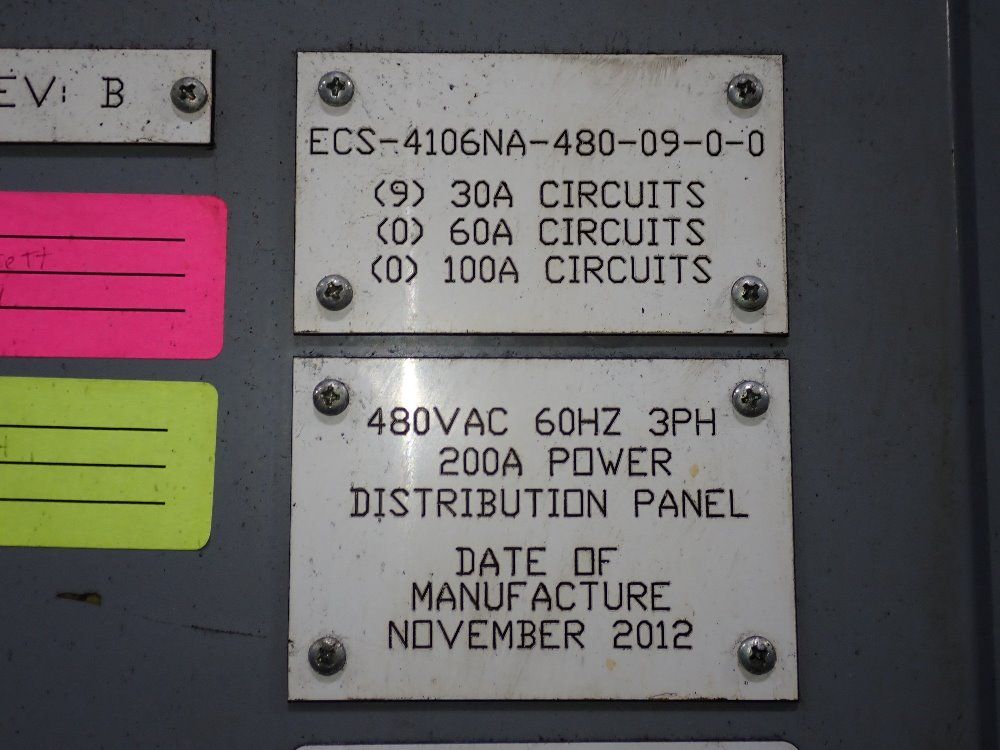 EV: B
ECS-4106NA-480-09-0-0
(9) 30A CIRCUITS
(0) 60A CIRCUITS
(0) 100A CIRCUITS
480VAC 60HZ 3PH
200A POWER
DISTRIBUTION PANEL
DATE OF
MANUFACTURE
NOVEMBER 2012